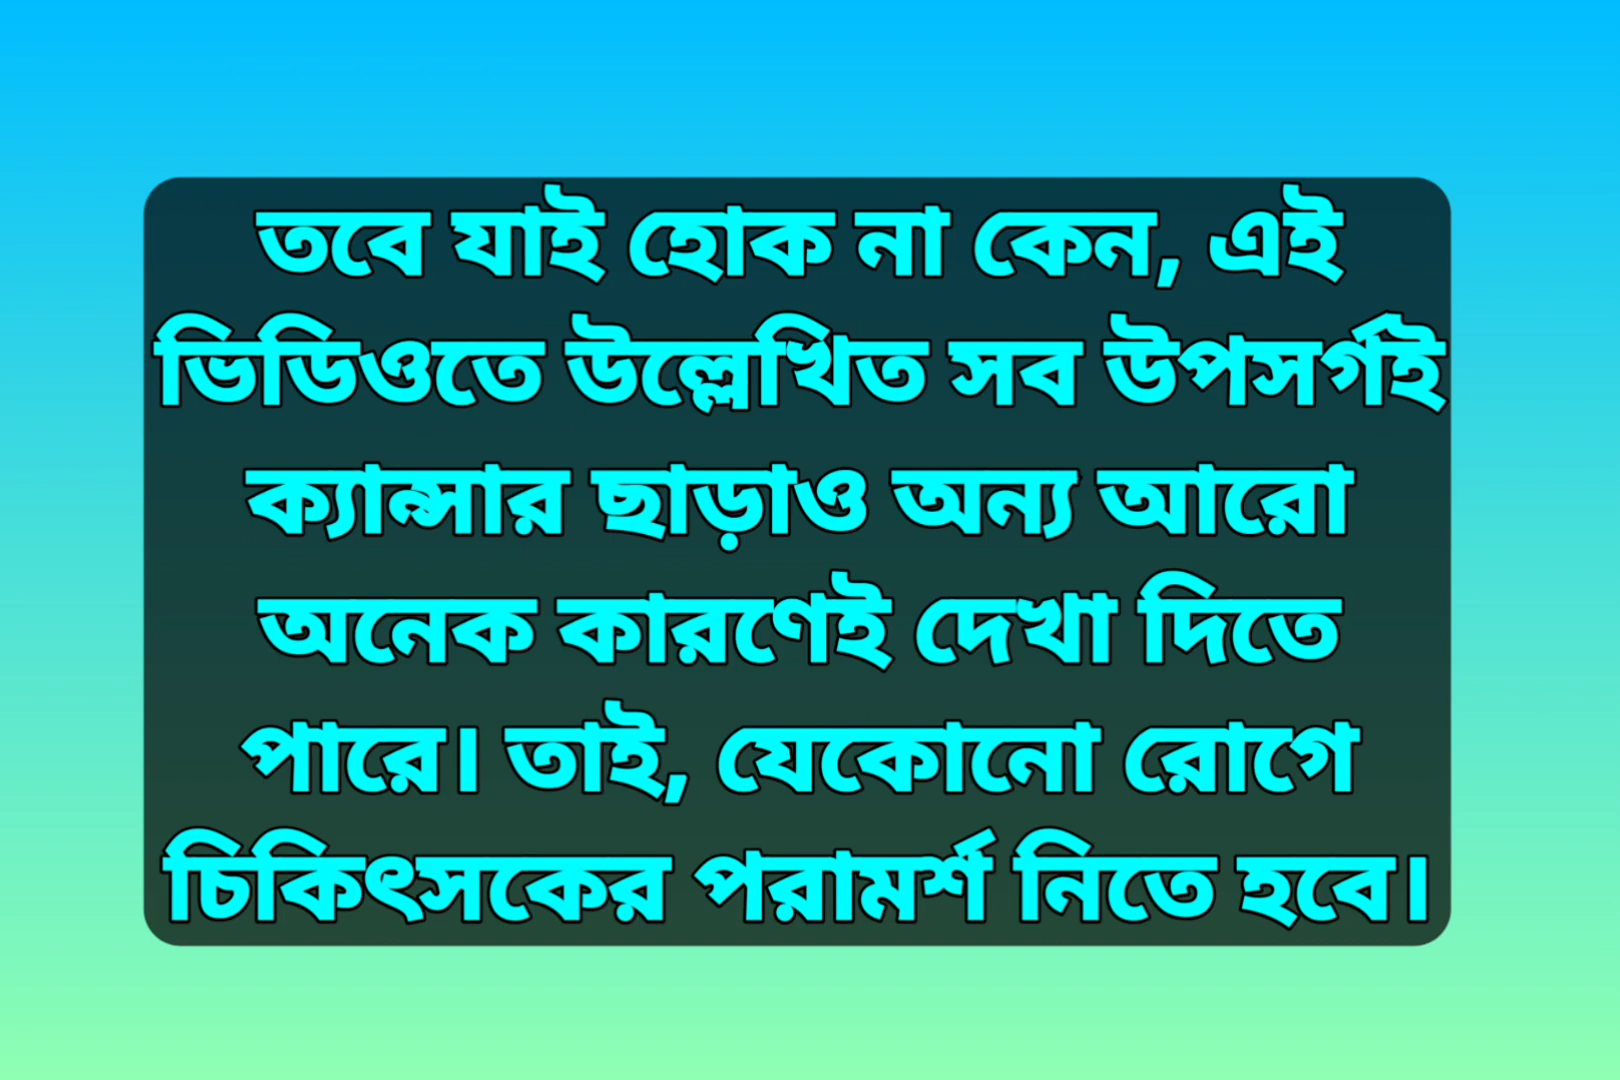 তবে যাই হোক না কেন, এই
ভিডিওতে উল্লেখিত সব উপসর্গই
ক্যান্সার ছাড়াও অন্য আরো
অনেক কারণেই দেখা দিতে
পারে। তাই, যেকোনো রোগে
চিকিৎসকের পরামর্শ নিতে হবে।